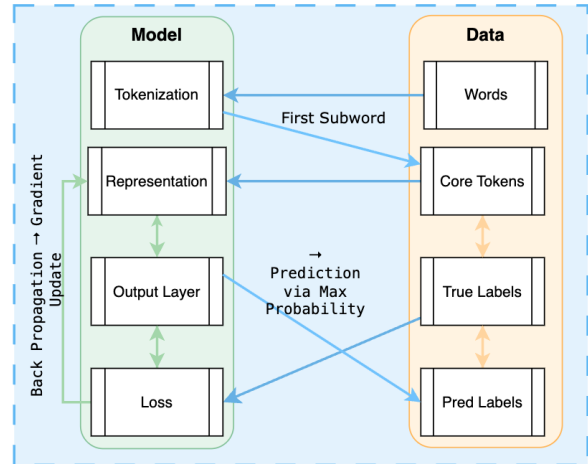 Model
Data
Tokenization
Words
First Subword
Representation
Core Tokens
Back Propagation → Gradient
Update
→
Prediction
via Max
Probability
Output Layer
True Labels
Loss
Pred Labels